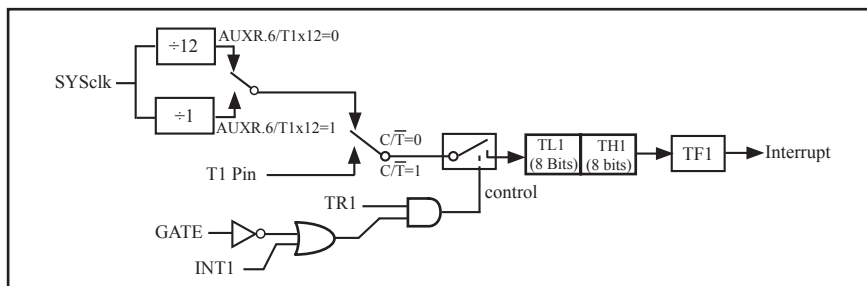 ÷12
AUXR.6/T1x12=0
SYSclk
÷1
AUXR.6/T1x12=1
C/T̅=0
C/T̅=1
T1 Pin
TL1
(8 Bits)
TH1
(8 bits)
TF1
Interrupt
control
TR1
GATE
INT1